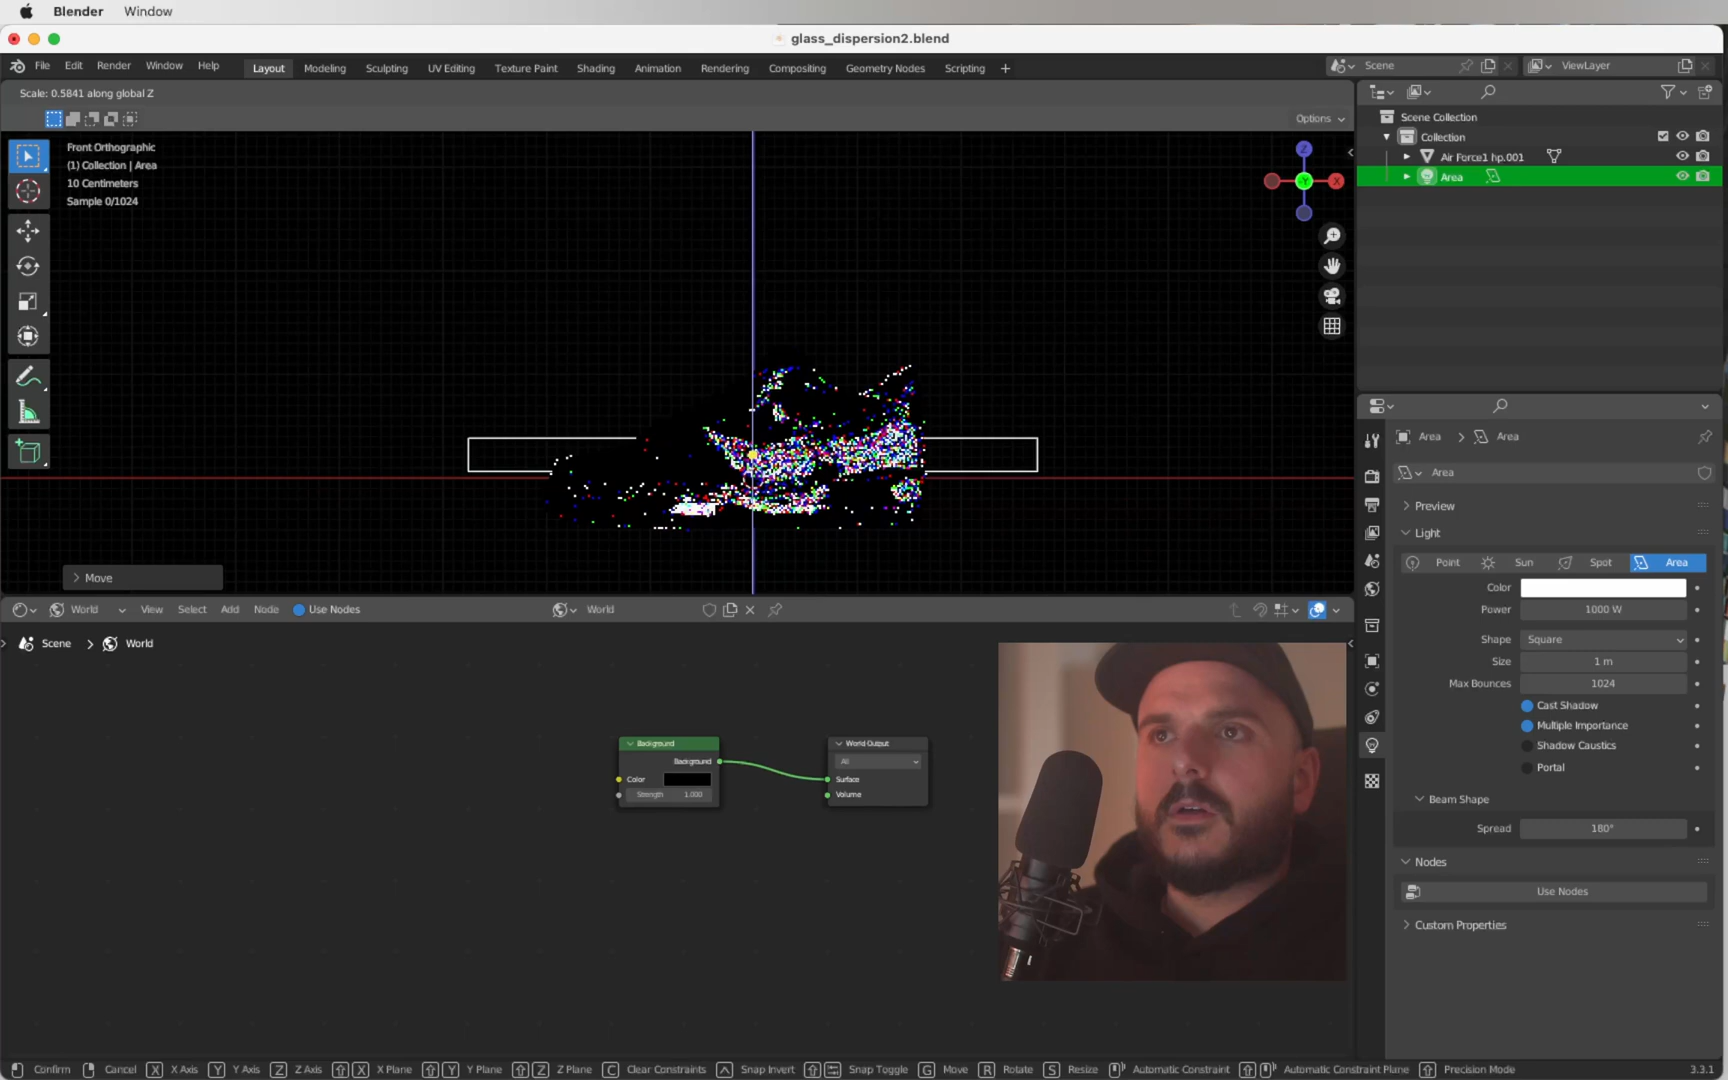 Blender Window
glass_dispersion2.blend
File Edit Render Window Help
Layout Modeling Sculpting UV Editing Texture Paint Shading Animation Rendering Compositing Geometry Nodes Scripting +
Scene
ViewLayer
Scale: 0.5841 along global Z
Options
Front Orthographic
(1) Collection | Area
10 Centimeters
Sample 0/1024
Z
Y
X
Move
Scene Collection
Collection
Air Force1 hp.001
Area
Area > Area
Area
Preview
Light
Point Sun Spot Area
Color
Power 1000 W
Shape Square
Size 1 m
Max Bounces 1024
Cast Shadow
Multiple Importance
Shadow Caustics
Portal
Beam Shape
Spread 180°
Nodes
Use Nodes
Custom Properties
World View Select Add Node Use Nodes World
Scene > World
Background
Background
Color
Strength 1.000
World Output
All
Surface
Volume
Confirm Cancel X X Axis Y Y Axis Z Z Axis X X Plane Y Y Plane Z Z Plane C Clear Constraints Snap Invert Snap Toggle G Move R Rotate S Resize Automatic Constraint Automatic Constraint Plane Precision Mode 3.3.1